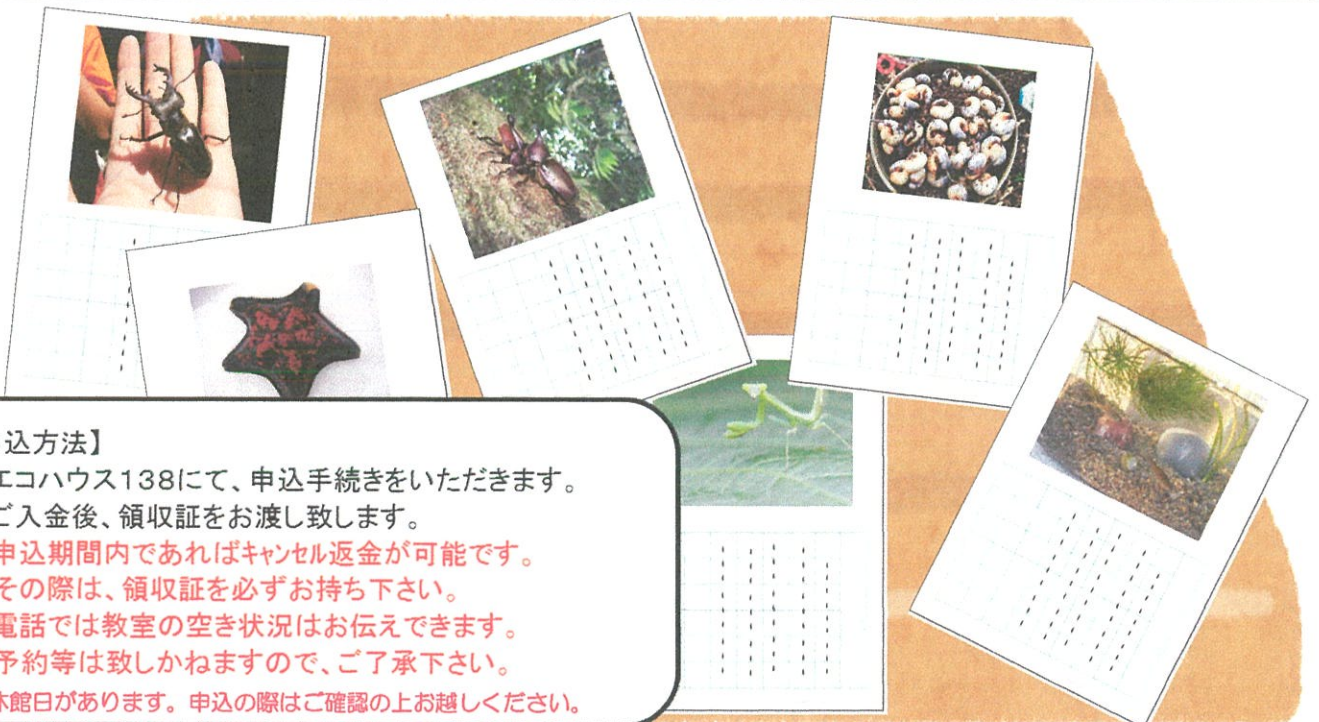 込方法】
エコハウス138にて、申込手続きをいただきます。
ご入金後、領収証をお渡し致します。
申込期間内であればキャンセル返金が可能です。
その際は、領収証を必ずお持ち下さい。
電話では教室の空き状況はお伝えできます。
予約等は致しかねますので、ご了承下さい。
休館日があります。申込の際はご確認の上お越しください。